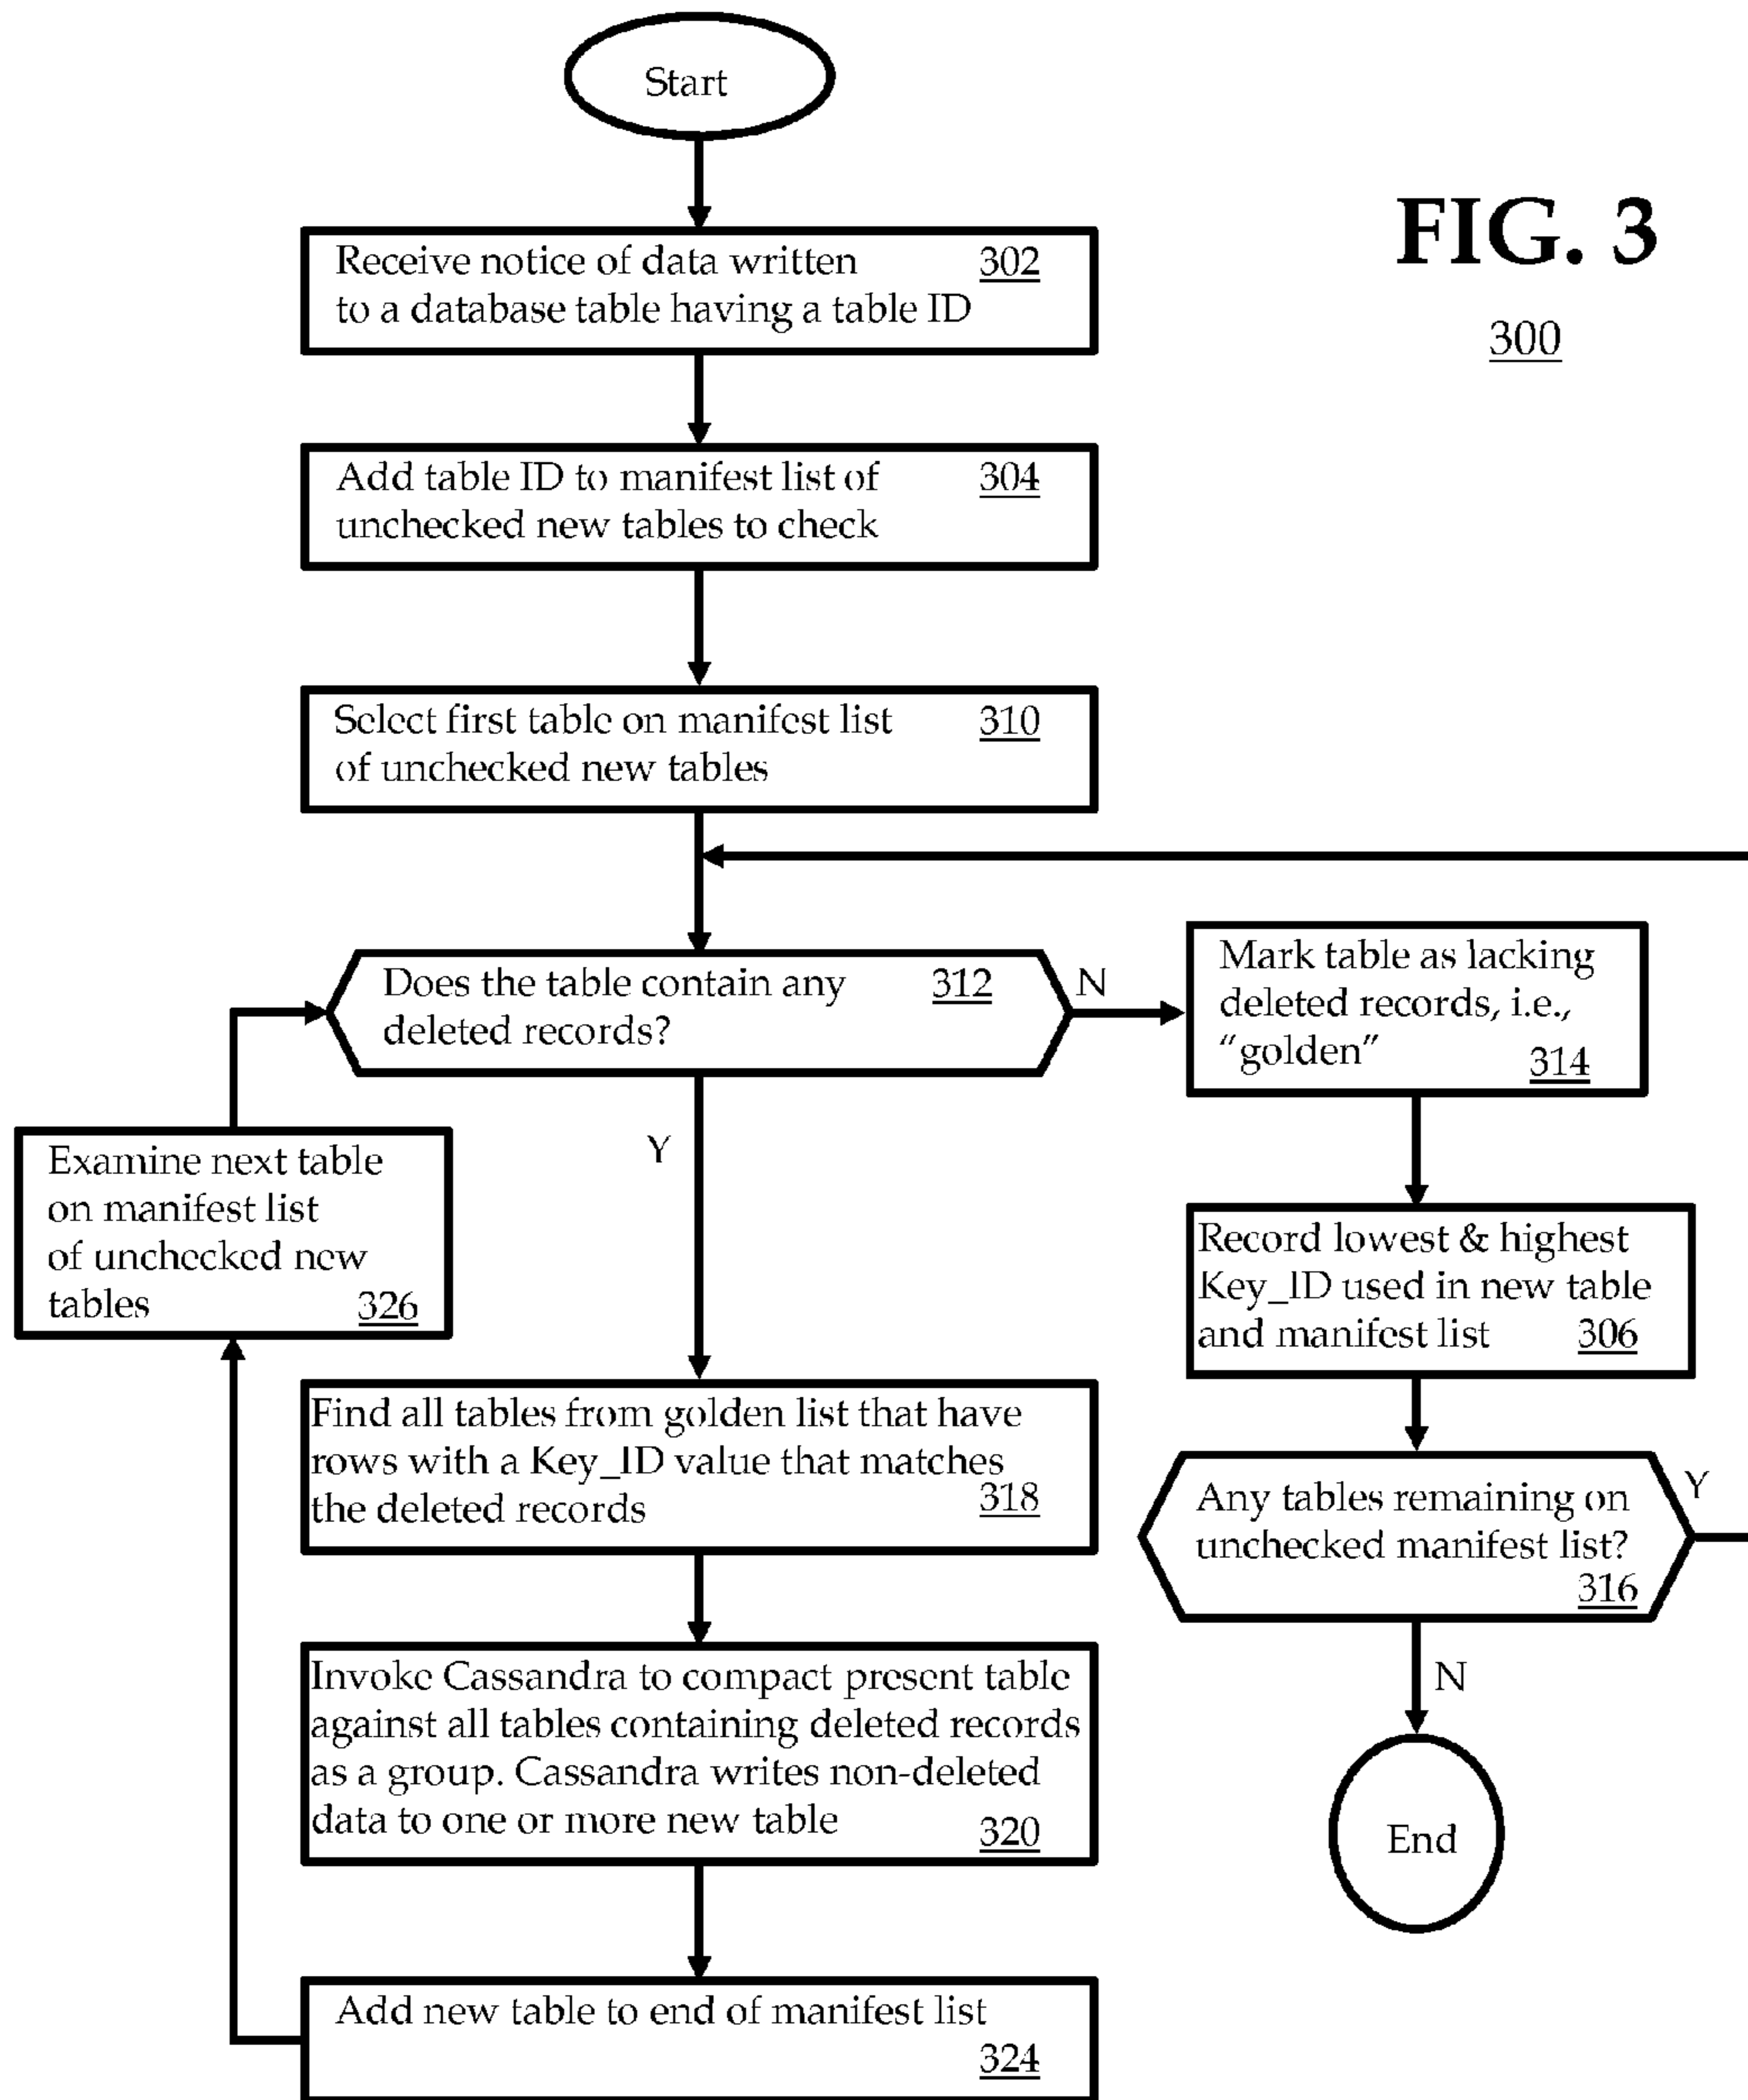 Start
FIG. 3
300
Receive notice of data written 302
to a database table having a table ID
Add table ID to manifest list of 304
unchecked new tables to check
Select first table on manifest list 310
of unchecked new tables
Does the table contain any 312
deleted records?
N
Mark table as lacking
deleted records, i.e.,
"golden" 314
Y
Examine next table
on manifest list
of unchecked new
tables 326
Record lowest & highest
Key_ID used in new table
and manifest list 306
Find all tables from golden list that have
rows with a Key_ID value that matches
the deleted records 318
Any tables remaining on
unchecked manifest list?
316
Y
N
Invoke Cassandra to compact present table
against all tables containing deleted records
as a group. Cassandra writes non-deleted
data to one or more new table 320
End
Add new table to end of manifest list
324